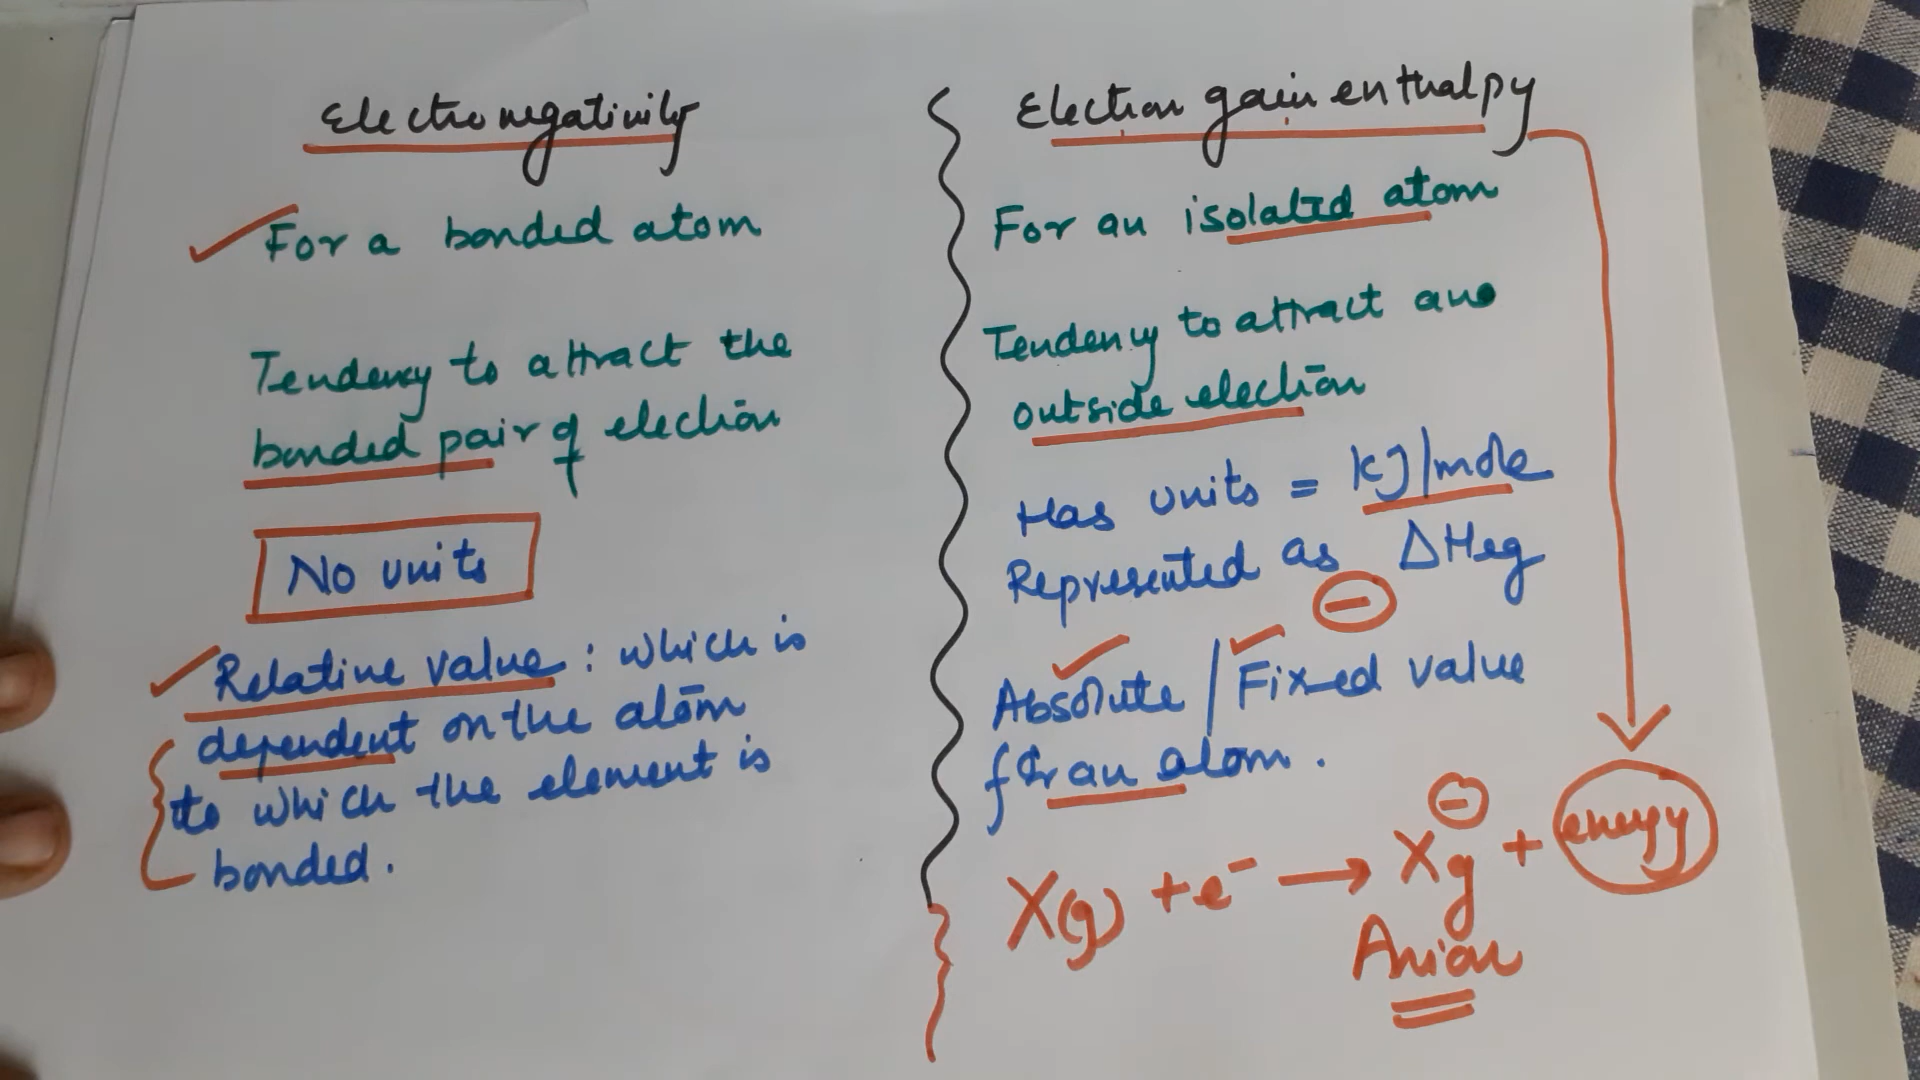 Electronegativity
For a bonded atom
Tendency to attract the
bonded pair of electron
No units
Relative value : which is
dependent on the atom
to which the element is
bonded.
Electron gain enthalpy
For an isolated atom
Tendency to attract an
outside electron
Has units = kJ/mole
Represented as ΔHeg
⊖
Absolute / Fixed value
for an atom.
X(g) + e⁻ → Xg⊖ + energy
Anion